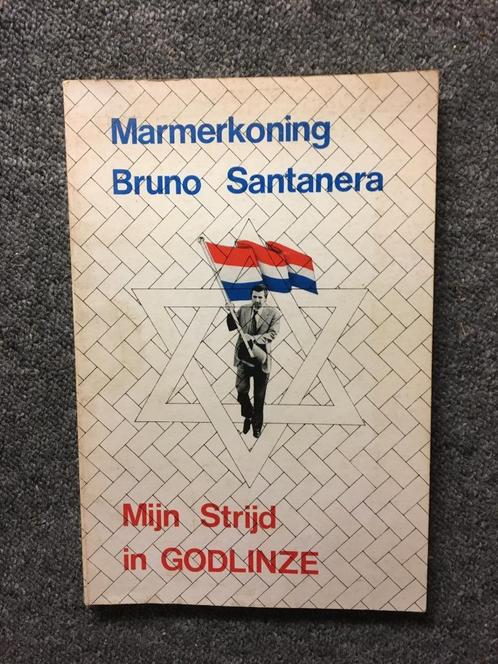 Marmerkoning
Bruno Santanera
Mijn Strijd
in GODLINZE